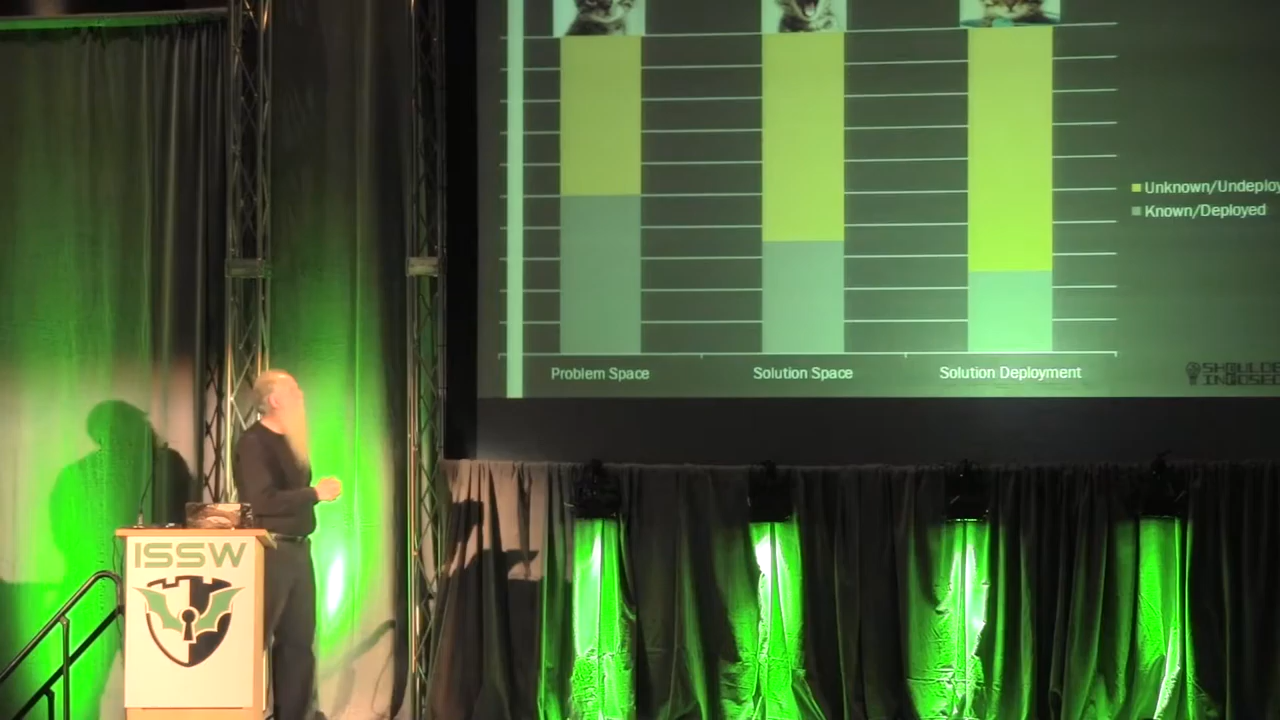 Unknown/Undeploy
Known/Deployed
Problem Space
Solution Space
Solution Deployment
ISSW